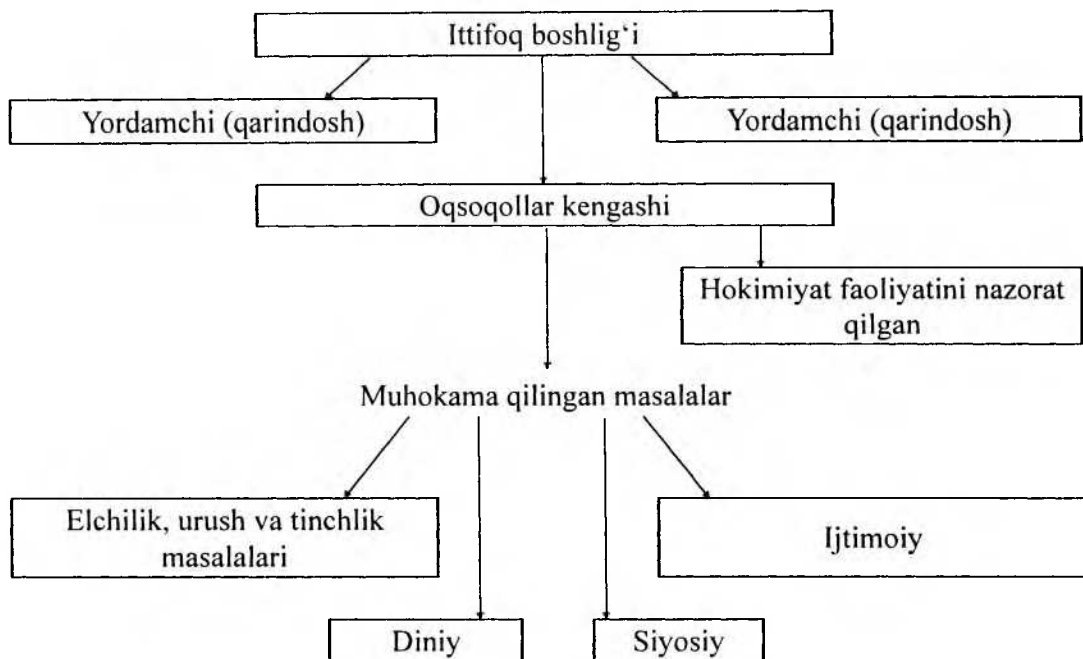 Ittifoq boshlig‘i
Yordamchi (qarindosh)
Yordamchi (qarindosh)
Oqsoqollar kengashi
Hokimiyat faoliyatini nazorat
qilgan
Muhokama qilingan masalalar
Elchilik, urush va tinchlik
masalalari
Ijtimoiy
Diniy
Siyosiy